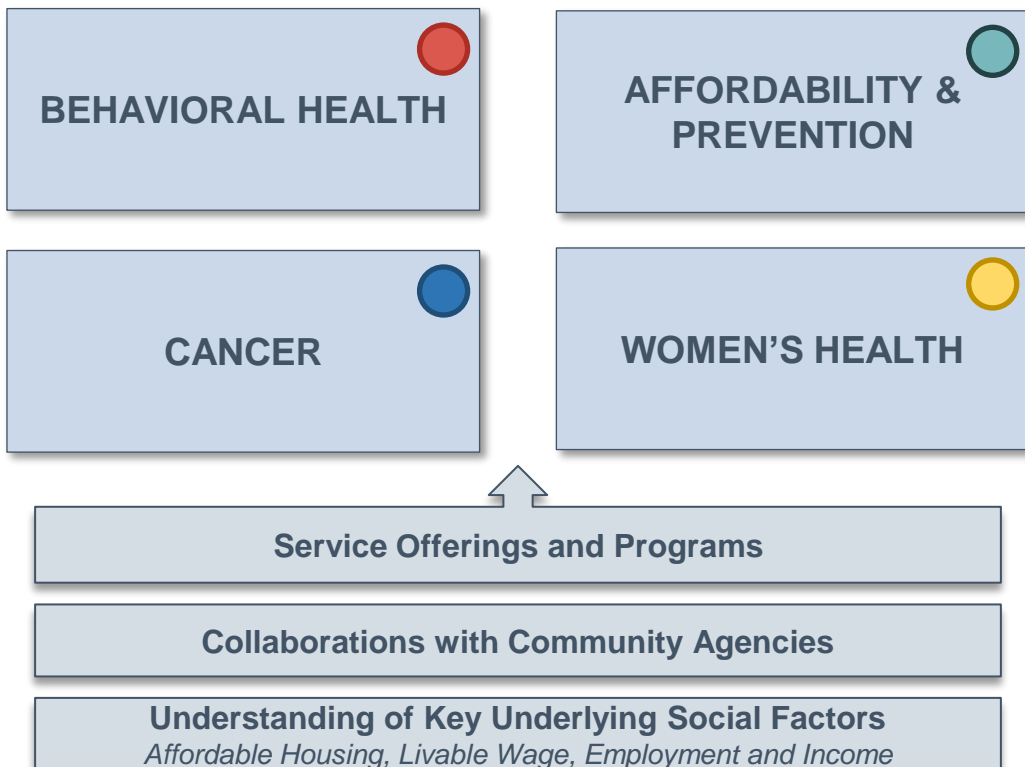 BEHAVIORAL HEALTH
AFFORDABILITY &
PREVENTION
CANCER
WOMEN’S HEALTH
Service Offerings and Programs
Collaborations with Community Agencies
Understanding of Key Underlying Social Factors
Affordable Housing, Livable Wage, Employment and Income